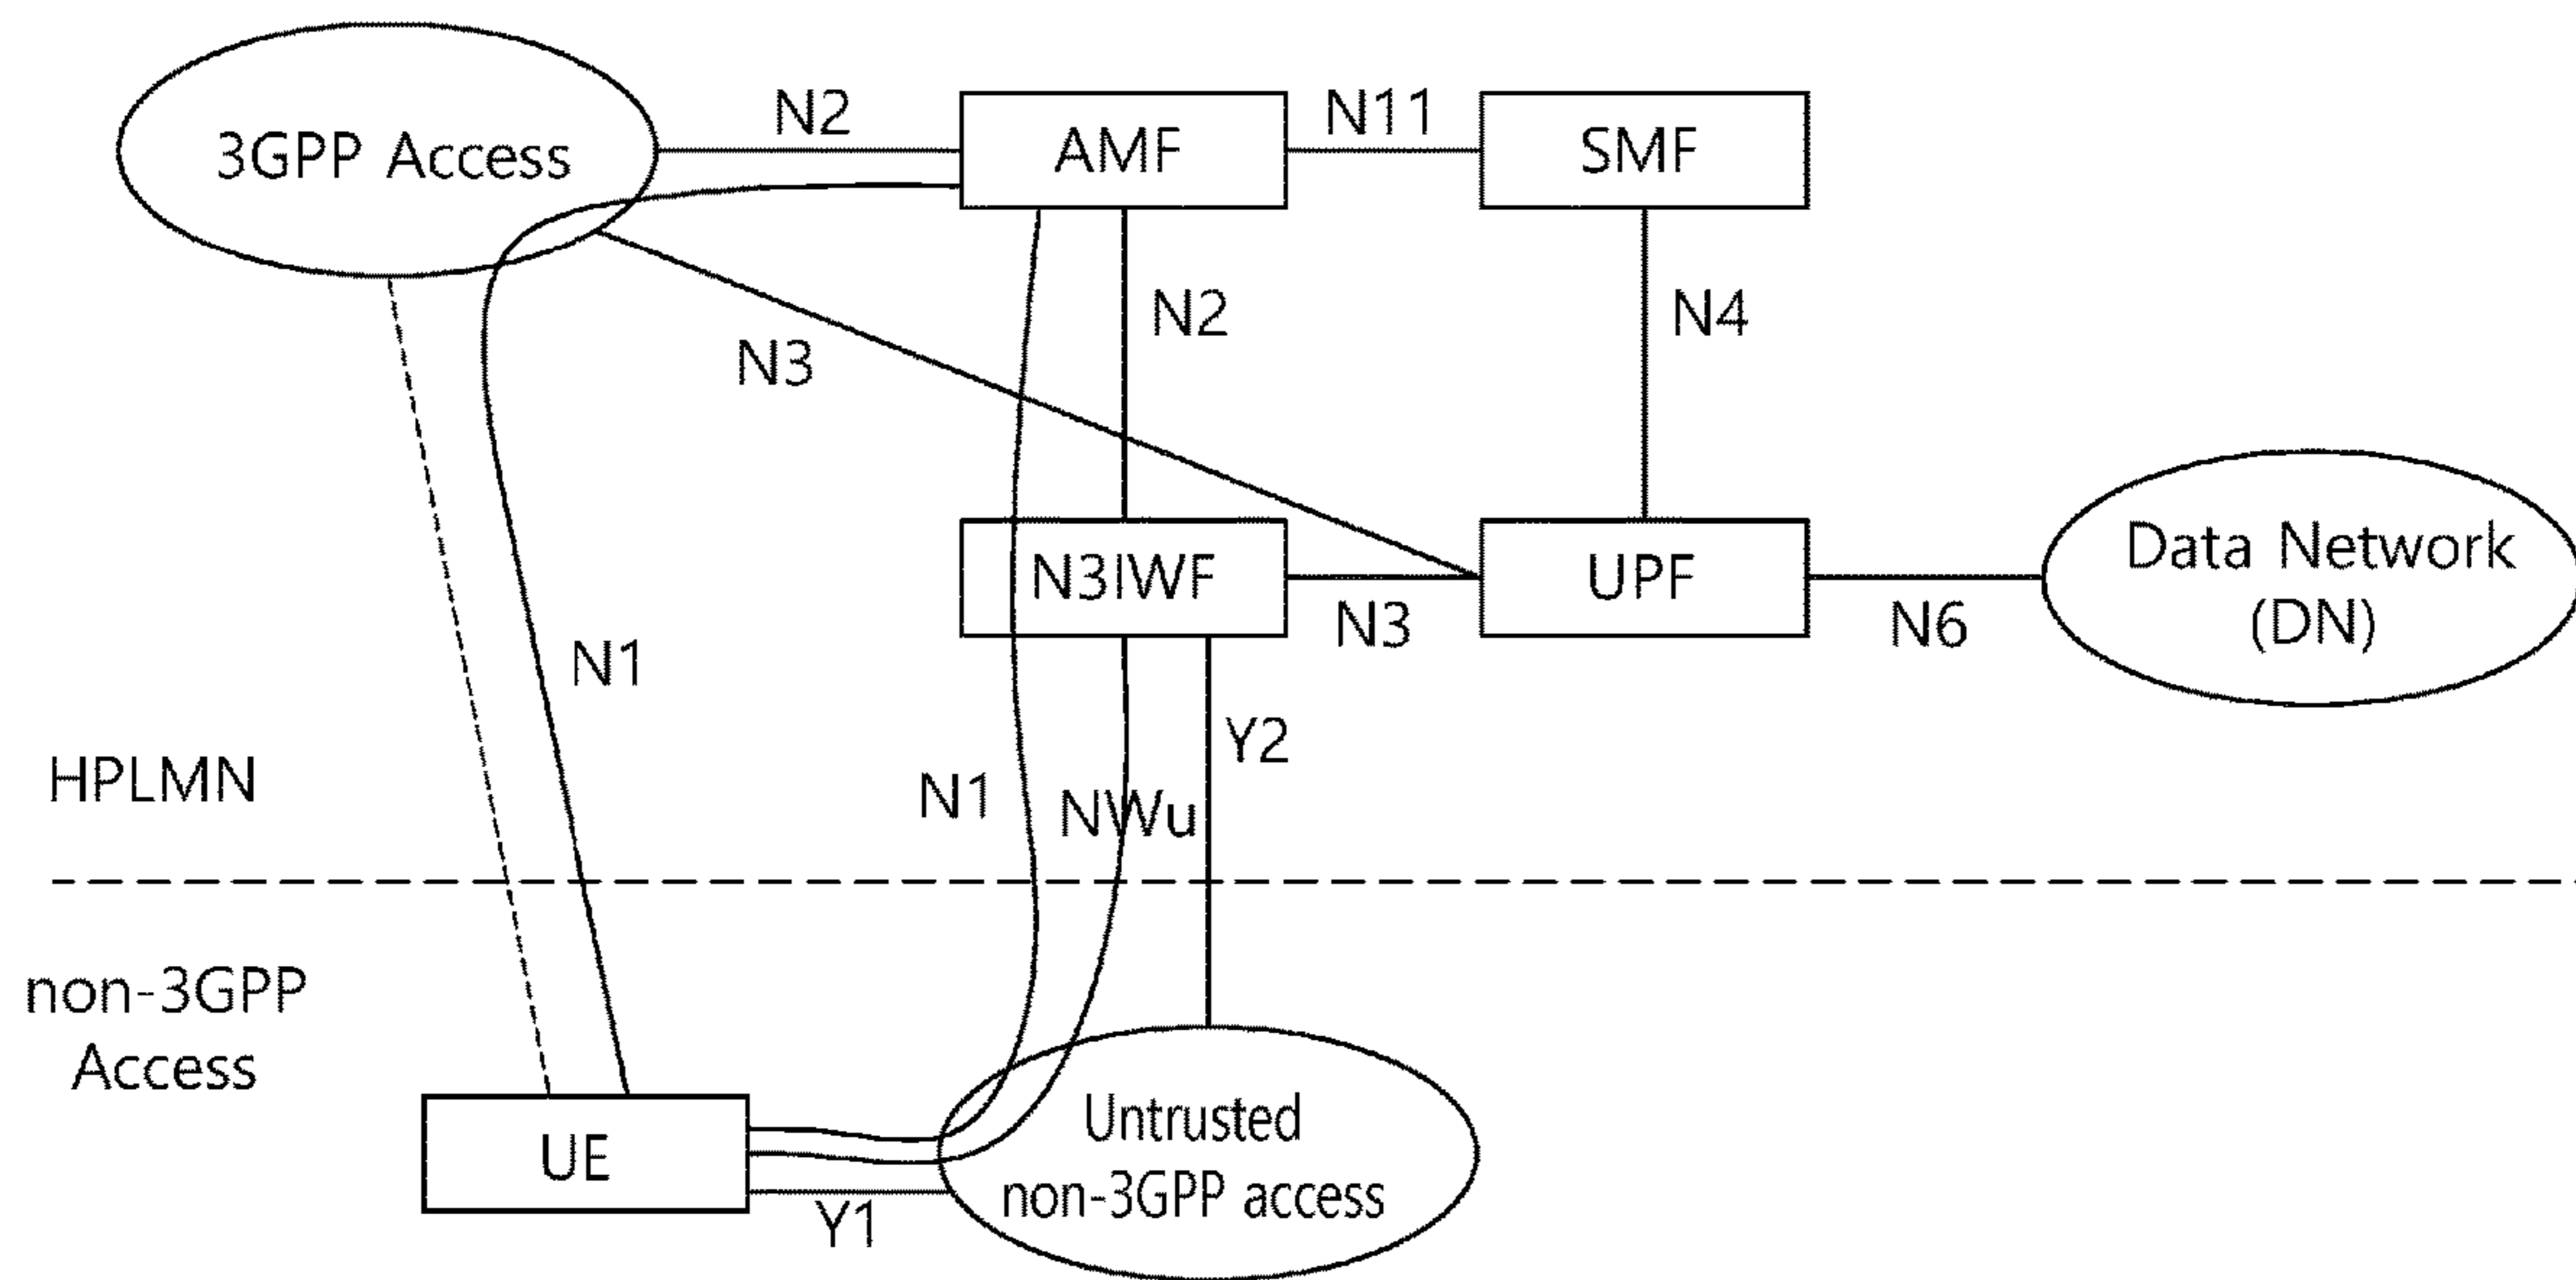 N2
N11
3GPP Access
AMF
SMF
N2
N4
N3
Data Network
(DN)
N3IWF
UPF
N3
N6
N1
Y2
HPLMN
N1
NWu
non-3GPP
Access
Untrusted
non-3GPP access
UE
Y1